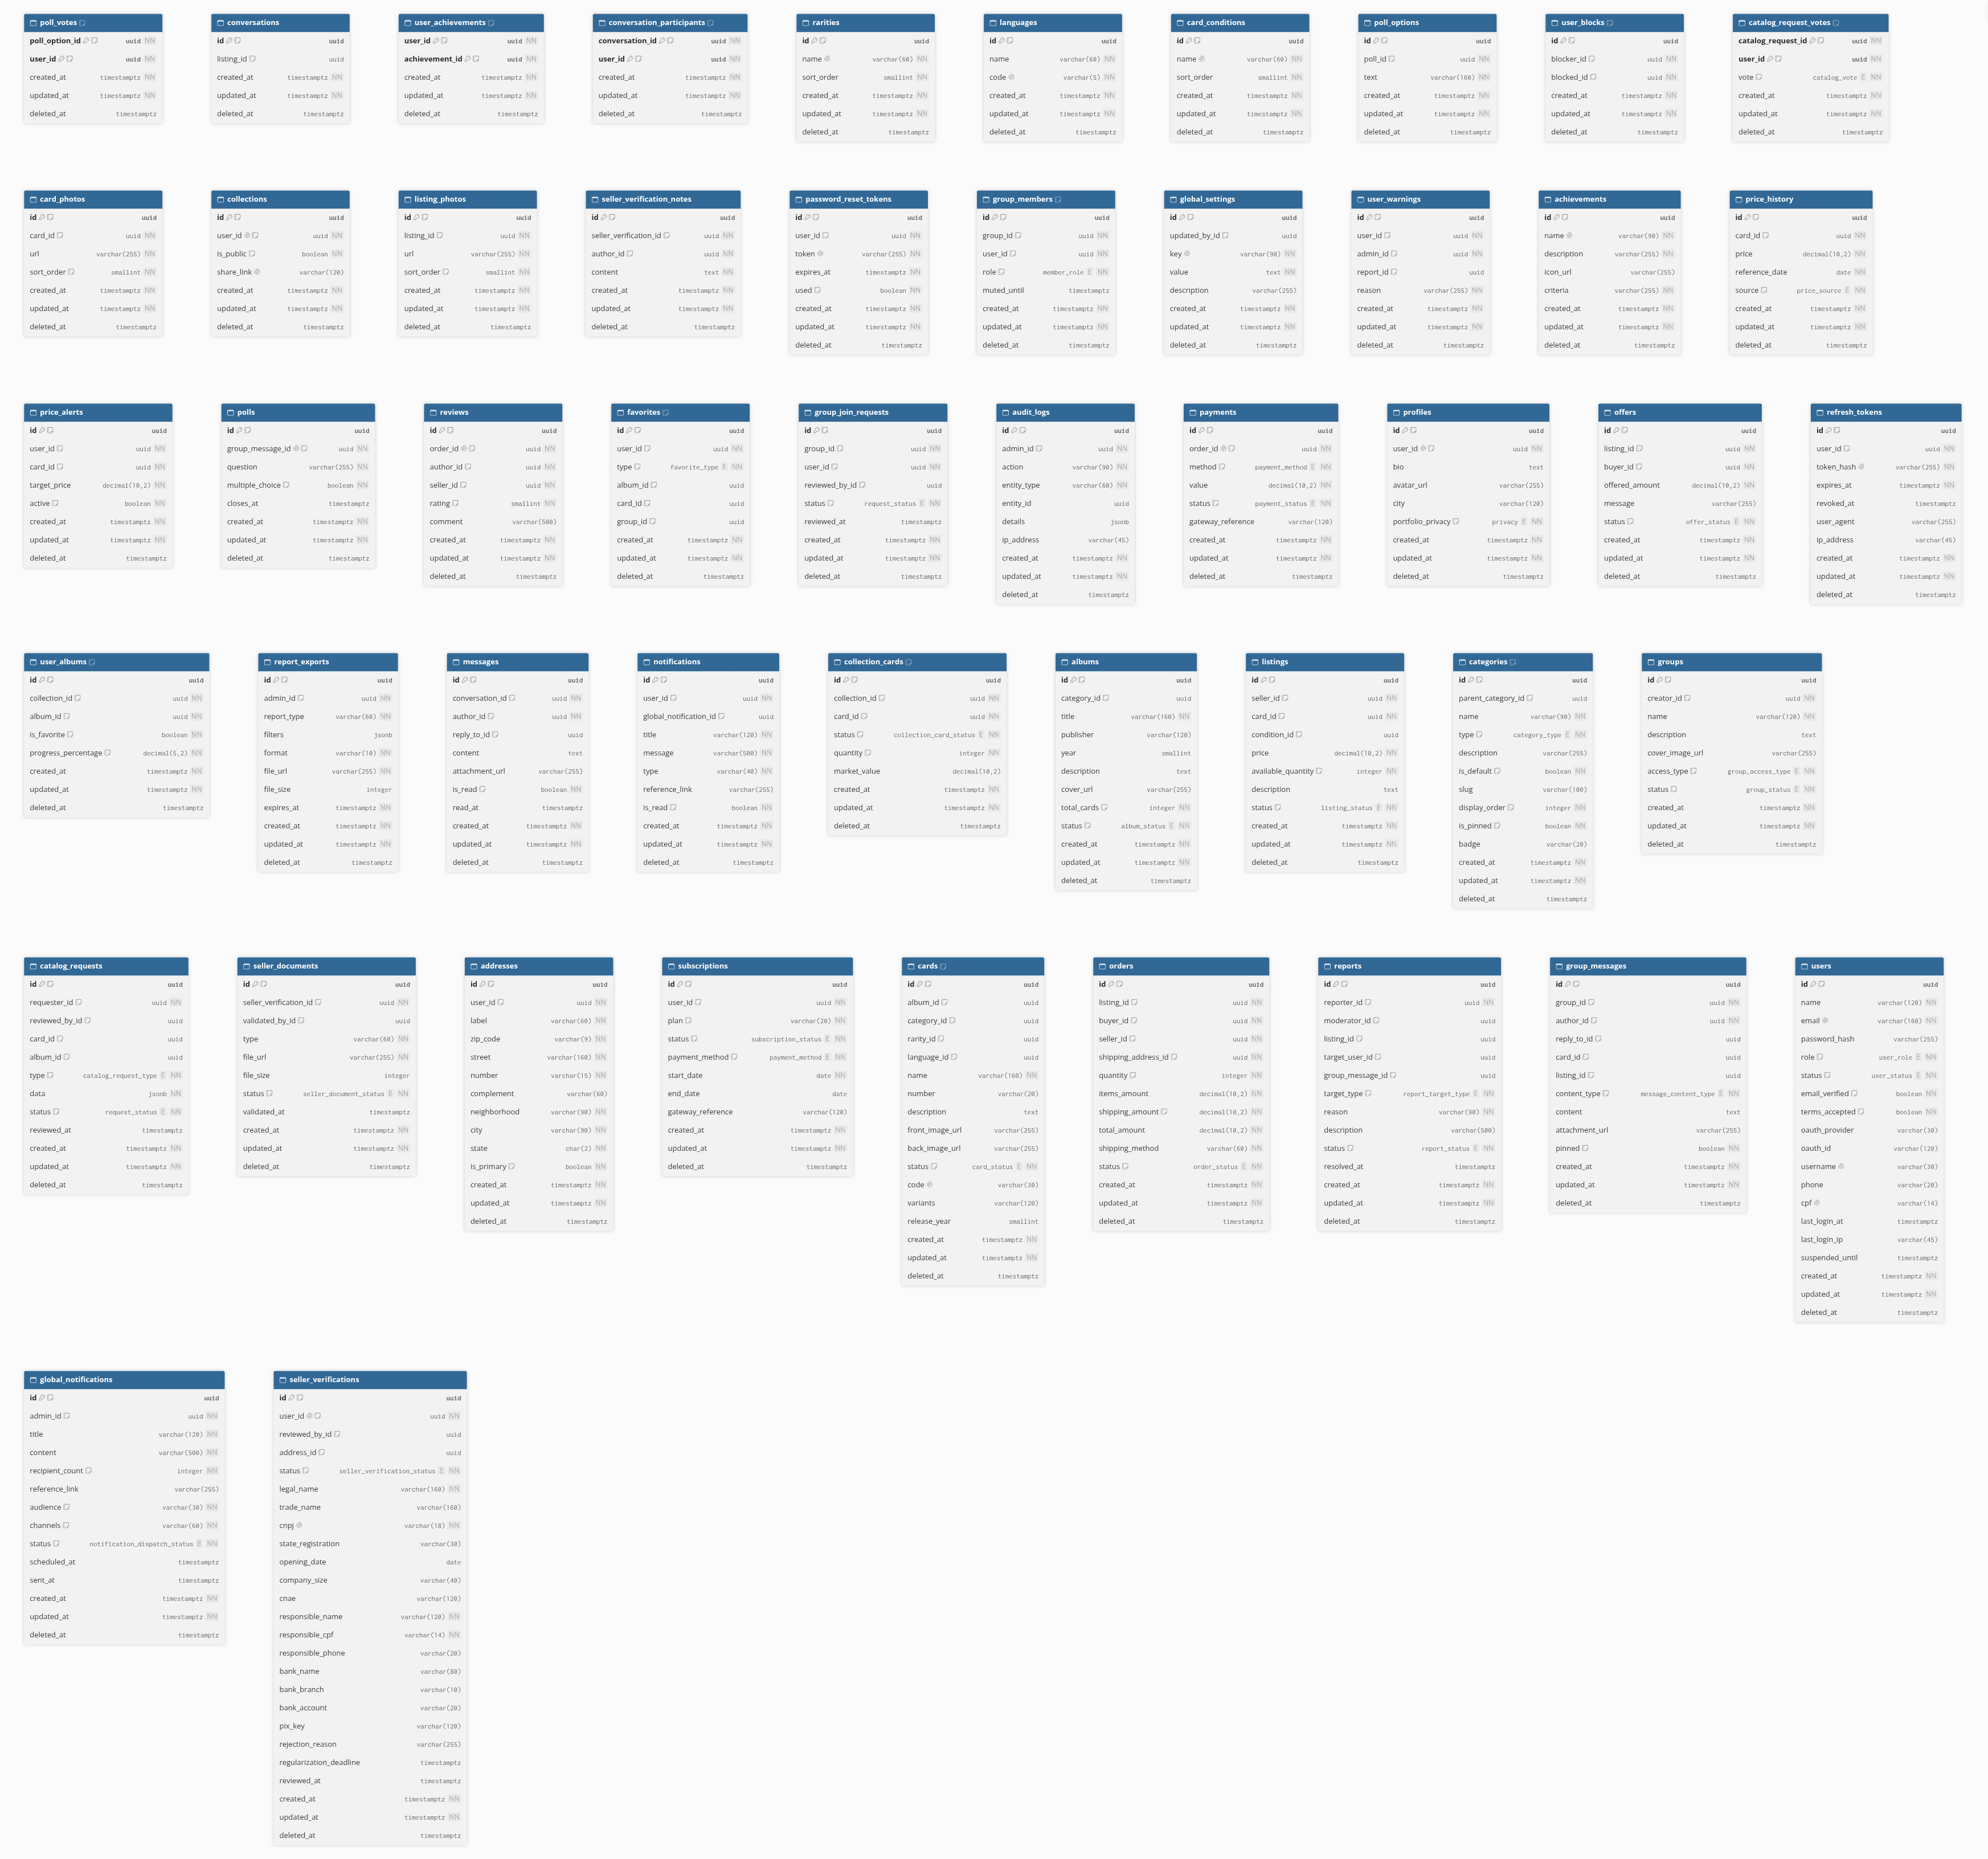 poll_votes
poll_option_id uuid NN
user_id uuid NN
created_at timestamptz NN
updated_at timestamptz NN
deleted_at timestamptz
conversations
id uuid
listing_id uuid
created_at timestamptz NN
updated_at timestamptz NN
deleted_at timestamptz
user_achievements
user_id uuid NN
achievement_id uuid NN
created_at timestamptz NN
updated_at timestamptz NN
deleted_at timestamptz
conversation_participants
conversation_id uuid NN
user_id uuid NN
created_at timestamptz NN
updated_at timestamptz NN
deleted_at timestamptz
rarities
id uuid
name varchar(60) NN
sort_order smallint NN
created_at timestamptz NN
updated_at timestamptz NN
deleted_at timestamptz
languages
id uuid
name varchar(60) NN
code varchar(5) NN
created_at timestamptz NN
updated_at timestamptz NN
deleted_at timestamptz
card_conditions
id uuid
name varchar(60) NN
sort_order smallint NN
created_at timestamptz NN
updated_at timestamptz NN
deleted_at timestamptz
poll_options
id uuid
poll_id uuid NN
text varchar(160) NN
created_at timestamptz NN
updated_at timestamptz NN
deleted_at timestamptz
user_blocks
id uuid
blocker_id uuid NN
blocked_id uuid NN
created_at timestamptz NN
updated_at timestamptz NN
deleted_at timestamptz
catalog_request_votes
catalog_request_id uuid NN
user_id uuid NN
vote catalog_vote E NN
created_at timestamptz NN
updated_at timestamptz NN
deleted_at timestamptz
card_photos
id uuid
card_id uuid NN
url varchar(255) NN
sort_order smallint NN
created_at timestamptz NN
updated_at timestamptz NN
deleted_at timestamptz
collections
id uuid
user_id uuid NN
is_public boolean NN
share_link varchar(120)
created_at timestamptz NN
updated_at timestamptz NN
deleted_at timestamptz
listing_photos
id uuid
listing_id uuid NN
url varchar(255) NN
sort_order smallint NN
created_at timestamptz NN
updated_at timestamptz NN
deleted_at timestamptz
seller_verification_notes
id uuid
seller_verification_id uuid NN
author_id uuid NN
content text NN
created_at timestamptz NN
updated_at timestamptz NN
deleted_at timestamptz
password_reset_tokens
id uuid
user_id uuid NN
token varchar(255) NN
expires_at timestamptz NN
used boolean NN
created_at timestamptz NN
updated_at timestamptz NN
deleted_at timestamptz
group_members
id uuid
group_id uuid NN
user_id uuid NN
role member_role E NN
muted_until timestamptz
created_at timestamptz NN
updated_at timestamptz NN
deleted_at timestamptz
global_settings
id uuid
updated_by_id uuid
key varchar(90) NN
value text NN
description varchar(255)
created_at timestamptz NN
updated_at timestamptz NN
deleted_at timestamptz
user_warnings
id uuid
user_id uuid NN
admin_id uuid NN
report_id uuid
reason varchar(255) NN
created_at timestamptz NN
updated_at timestamptz NN
deleted_at timestamptz
achievements
id uuid
name varchar(90) NN
description varchar(255) NN
icon_url varchar(255)
criteria varchar(255) NN
created_at timestamptz NN
updated_at timestamptz NN
deleted_at timestamptz
price_history
id uuid
card_id uuid NN
price decimal(10,2) NN
reference_date date NN
source price_source E NN
created_at timestamptz NN
updated_at timestamptz NN
deleted_at timestamptz
price_alerts
id uuid
user_id uuid NN
card_id uuid NN
target_price decimal(10,2) NN
active boolean NN
created_at timestamptz NN
updated_at timestamptz NN
deleted_at timestamptz
polls
id uuid
group_message_id uuid NN
question varchar(255) NN
multiple_choice boolean NN
closes_at timestamptz
created_at timestamptz NN
updated_at timestamptz NN
deleted_at timestamptz
reviews
id uuid
order_id uuid NN
author_id uuid NN
seller_id uuid NN
rating smallint NN
comment varchar(500)
created_at timestamptz NN
updated_at timestamptz NN
deleted_at timestamptz
favorites
id uuid
user_id uuid NN
type favorite_type E NN
album_id uuid
card_id uuid
group_id uuid
created_at timestamptz NN
updated_at timestamptz NN
deleted_at timestamptz
group_join_requests
id uuid
group_id uuid NN
user_id uuid NN
reviewed_by_id uuid
status request_status E NN
reviewed_at timestamptz
created_at timestamptz NN
updated_at timestamptz NN
deleted_at timestamptz
audit_logs
id uuid
admin_id uuid NN
action varchar(90) NN
entity_type varchar(60) NN
entity_id uuid
details jsonb
ip_address varchar(45)
created_at timestamptz NN
updated_at timestamptz NN
deleted_at timestamptz
payments
id uuid
order_id uuid NN
method payment_method E NN
value decimal(10,2) NN
status payment_status E NN
gateway_reference varchar(120)
created_at timestamptz NN
updated_at timestamptz NN
deleted_at timestamptz
profiles
id uuid
user_id uuid NN
bio text
avatar_url varchar(255)
city varchar(120)
portfolio_privacy privacy E NN
created_at timestamptz NN
updated_at timestamptz NN
deleted_at timestamptz
offers
id uuid
listing_id uuid NN
buyer_id uuid NN
offered_amount decimal(10,2) NN
message varchar(255)
status offer_status E NN
created_at timestamptz NN
updated_at timestamptz NN
deleted_at timestamptz
refresh_tokens
id uuid
user_id uuid NN
token_hash varchar(255) NN
expires_at timestamptz NN
revoked_at timestamptz
user_agent varchar(255)
ip_address varchar(45)
created_at timestamptz NN
updated_at timestamptz NN
deleted_at timestamptz
user_albums
id uuid
collection_id uuid NN
album_id uuid NN
is_favorite boolean NN
progress_percentage decimal(5,2) NN
created_at timestamptz NN
updated_at timestamptz NN
deleted_at timestamptz
report_exports
id uuid
admin_id uuid NN
report_type varchar(60) NN
filters jsonb
format varchar(10) NN
file_url varchar(255) NN
file_size integer
expires_at timestamptz NN
created_at timestamptz NN
updated_at timestamptz NN
deleted_at timestamptz
messages
id uuid
conversation_id uuid NN
author_id uuid NN
reply_to_id uuid
content text
attachment_url varchar(255)
is_read boolean NN
read_at timestamptz
created_at timestamptz NN
updated_at timestamptz NN
deleted_at timestamptz
notifications
id uuid
user_id uuid NN
global_notification_id uuid
title varchar(120) NN
message varchar(500) NN
type varchar(40) NN
reference_link varchar(255)
is_read boolean NN
created_at timestamptz NN
updated_at timestamptz NN
deleted_at timestamptz
collection_cards
id uuid
collection_id uuid NN
card_id uuid NN
status collection_card_status E NN
quantity integer NN
market_value decimal(10,2)
created_at timestamptz NN
updated_at timestamptz NN
deleted_at timestamptz
albums
id uuid
category_id uuid
title varchar(160) NN
publisher varchar(120)
year smallint
description text
cover_url varchar(255)
total_cards integer NN
status album_status E NN
created_at timestamptz NN
updated_at timestamptz NN
deleted_at timestamptz
listings
id uuid
seller_id uuid NN
card_id uuid NN
condition_id uuid
price decimal(10,2) NN
available_quantity integer NN
description text
status listing_status E NN
created_at timestamptz NN
updated_at timestamptz NN
deleted_at timestamptz
categories
id uuid
parent_category_id uuid
name varchar(90) NN
type category_type E NN
description varchar(255)
is_default boolean NN
slug varchar(100)
display_order integer NN
is_pinned boolean NN
badge varchar(20)
created_at timestamptz NN
updated_at timestamptz NN
deleted_at timestamptz
groups
id uuid
creator_id uuid NN
name varchar(120) NN
description text
cover_image_url varchar(255)
access_type group_access_type E NN
status group_status E NN
created_at timestamptz NN
updated_at timestamptz NN
deleted_at timestamptz
catalog_requests
id uuid
requester_id uuid NN
reviewed_by_id uuid
card_id uuid
album_id uuid
type catalog_request_type E NN
data jsonb NN
status request_status E NN
reviewed_at timestamptz
created_at timestamptz NN
updated_at timestamptz NN
deleted_at timestamptz
seller_documents
id uuid
seller_verification_id uuid NN
validated_by_id uuid
type varchar(60) NN
file_url varchar(255) NN
file_size integer
status seller_document_status E NN
validated_at timestamptz
created_at timestamptz NN
updated_at timestamptz NN
deleted_at timestamptz
addresses
id uuid
user_id uuid NN
label varchar(60) NN
zip_code varchar(9) NN
street varchar(160) NN
number varchar(15) NN
complement varchar(60)
neighborhood varchar(90) NN
city varchar(90) NN
state char(2) NN
is_primary boolean NN
created_at timestamptz NN
updated_at timestamptz NN
deleted_at timestamptz
subscriptions
id uuid
user_id uuid NN
plan varchar(20) NN
status subscription_status E NN
payment_method payment_method E NN
start_date date NN
end_date date
gateway_reference varchar(120)
created_at timestamptz NN
updated_at timestamptz NN
deleted_at timestamptz
cards
id uuid
album_id uuid
category_id uuid
rarity_id uuid
language_id uuid
name varchar(160) NN
number varchar(20)
description text
front_image_url varchar(255)
back_image_url varchar(255)
status card_status E NN
code varchar(30)
variants varchar(120)
release_year smallint
created_at timestamptz NN
updated_at timestamptz NN
deleted_at timestamptz
orders
id uuid
listing_id uuid NN
buyer_id uuid NN
seller_id uuid NN
shipping_address_id uuid NN
quantity integer NN
items_amount decimal(10,2) NN
shipping_amount decimal(10,2) NN
total_amount decimal(10,2) NN
shipping_method varchar(60) NN
status order_status E NN
created_at timestamptz NN
updated_at timestamptz NN
deleted_at timestamptz
reports
id uuid
reporter_id uuid NN
moderator_id uuid
listing_id uuid
target_user_id uuid
group_message_id uuid
target_type report_target_type E NN
reason varchar(90) NN
description varchar(500)
status report_status E NN
resolved_at timestamptz
created_at timestamptz NN
updated_at timestamptz NN
deleted_at timestamptz
group_messages
id uuid
group_id uuid NN
author_id uuid NN
reply_to_id uuid
card_id uuid
listing_id uuid
content_type message_content_type E NN
content text
attachment_url varchar(255)
pinned boolean NN
created_at timestamptz NN
updated_at timestamptz NN
deleted_at timestamptz
users
id uuid
name varchar(120) NN
email varchar(160) NN
password_hash varchar(255)
role user_role E NN
status user_status E NN
email_verified boolean NN
terms_accepted boolean NN
oauth_provider varchar(30)
oauth_id varchar(120)
username varchar(30)
phone varchar(20)
cpf varchar(14)
last_login_at timestamptz
last_login_ip varchar(45)
suspended_until timestamptz
created_at timestamptz NN
updated_at timestamptz NN
deleted_at timestamptz
global_notifications
id uuid
admin_id uuid NN
title varchar(120) NN
content varchar(500) NN
recipient_count integer NN
reference_link varchar(255)
audience varchar(30) NN
channels varchar(60) NN
status notification_dispatch_status E NN
scheduled_at timestamptz
sent_at timestamptz
created_at timestamptz NN
updated_at timestamptz NN
deleted_at timestamptz
seller_verifications
id uuid
user_id uuid NN
reviewed_by_id uuid
address_id uuid
status seller_verification_status E NN
legal_name varchar(160) NN
trade_name varchar(160)
cnpj varchar(18) NN
state_registration varchar(30)
opening_date date
company_size varchar(40)
cnae varchar(120)
responsible_name varchar(120) NN
responsible_cpf varchar(14) NN
responsible_phone varchar(20)
bank_name varchar(80)
bank_branch varchar(10)
bank_account varchar(20)
pix_key varchar(120)
rejection_reason varchar(255)
regularization_deadline timestamptz
reviewed_at timestamptz
created_at timestamptz NN
updated_at timestamptz NN
deleted_at timestamptz